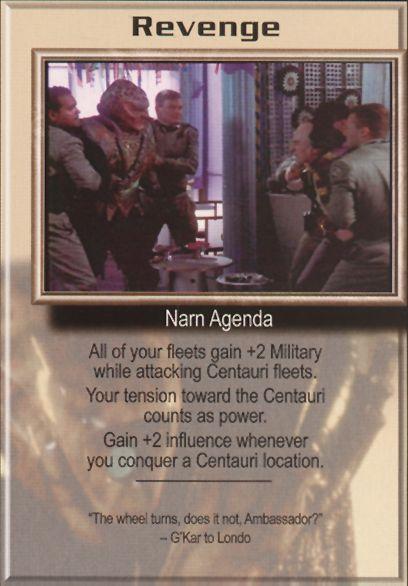 Revenge
Narn Agenda
All of your fleets gain +2 Military
while attacking Centauri fleets.
Your tension toward the Centauri
counts as power.
Gain +2 influence whenever
you conquer a Centauri location.
"The wheel turns, does it not, Ambassador?"
– G'Kar to Londo